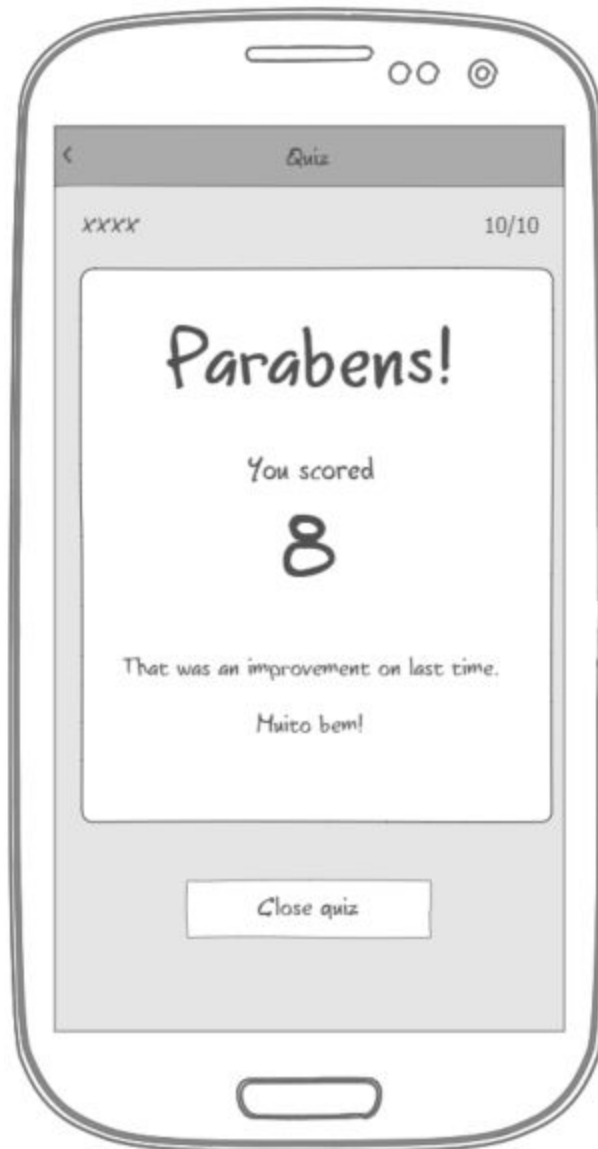 Quiz
xxxx 10/10
Parabens!
You scored
8
That was an improvement on last time.
Muito bem!
Close quiz